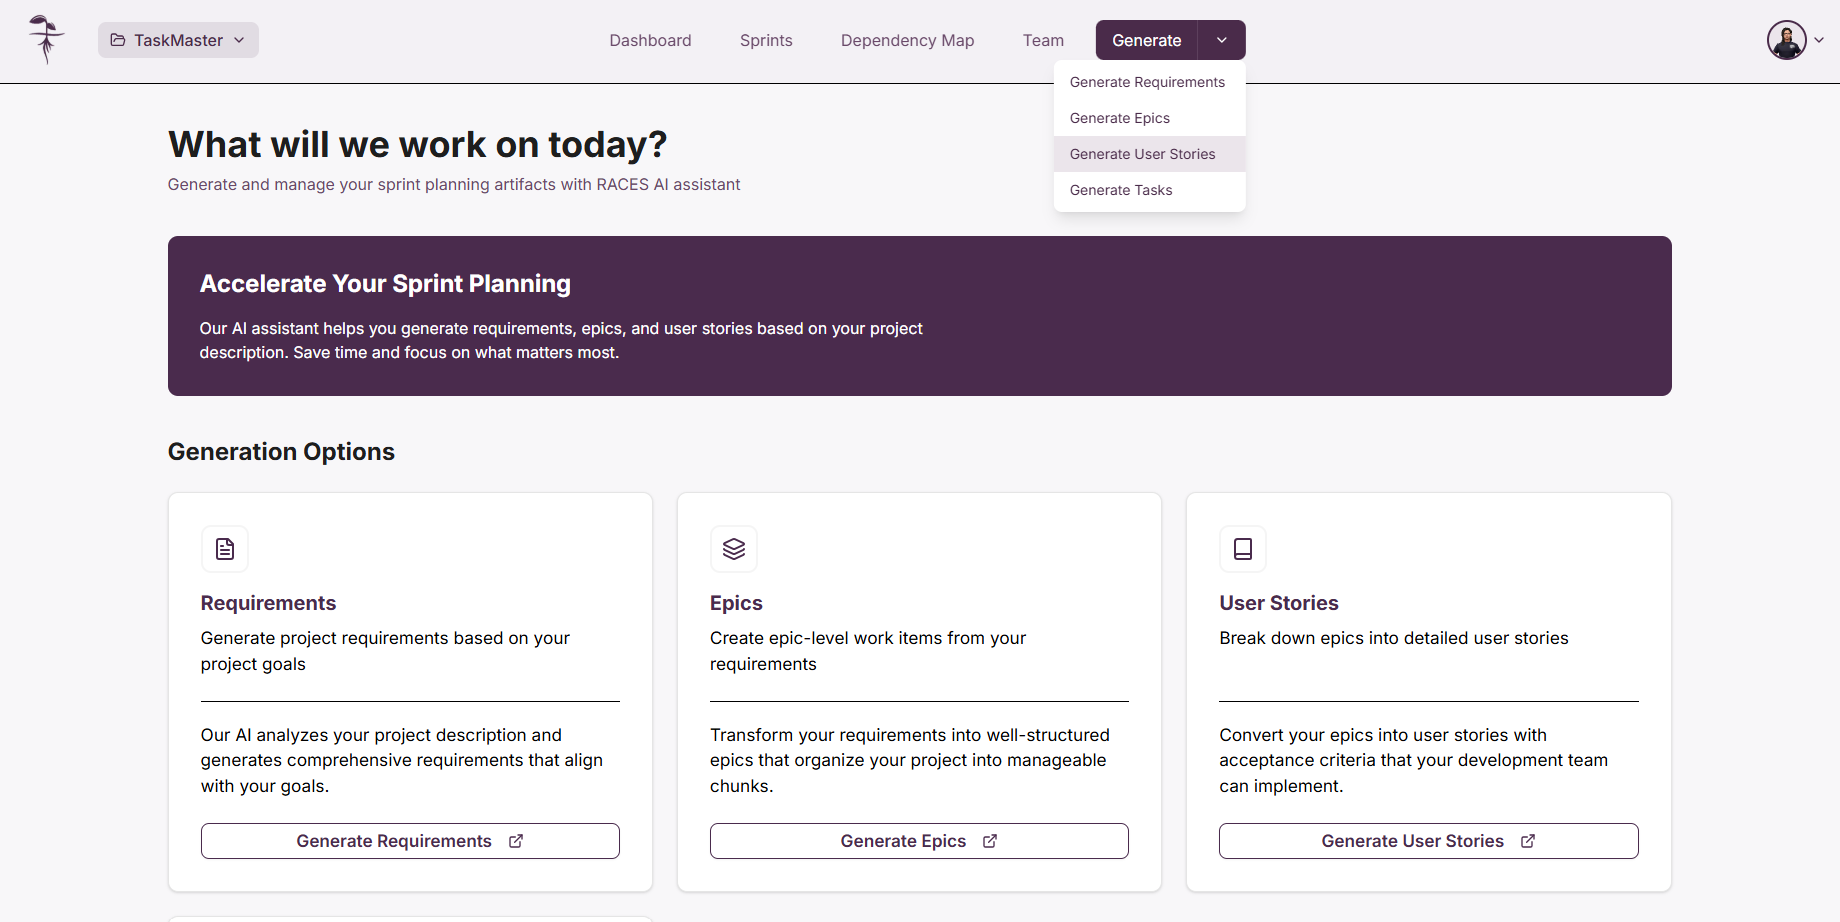 TaskMaster
Dashboard
Sprints
Dependency Map
Team
Generate
Generate Requirements
Generate Epics
Generate User Stories
Generate Tasks
What will we work on today?
Generate and manage your sprint planning artifacts with RACES AI assistant
Accelerate Your Sprint Planning
Our AI assistant helps you generate requirements, epics, and user stories based on your project
description. Save time and focus on what matters most.
Generation Options
Requirements
Generate project requirements based on your
project goals
Our AI analyzes your project description and
generates comprehensive requirements that align
with your goals.
Generate Requirements
Epics
Create epic-level work items from your
requirements
Transform your requirements into well-structured
epics that organize your project into manageable
chunks.
Generate Epics
User Stories
Break down epics into detailed user stories
Convert your epics into user stories with
acceptance criteria that your development team
can implement.
Generate User Stories